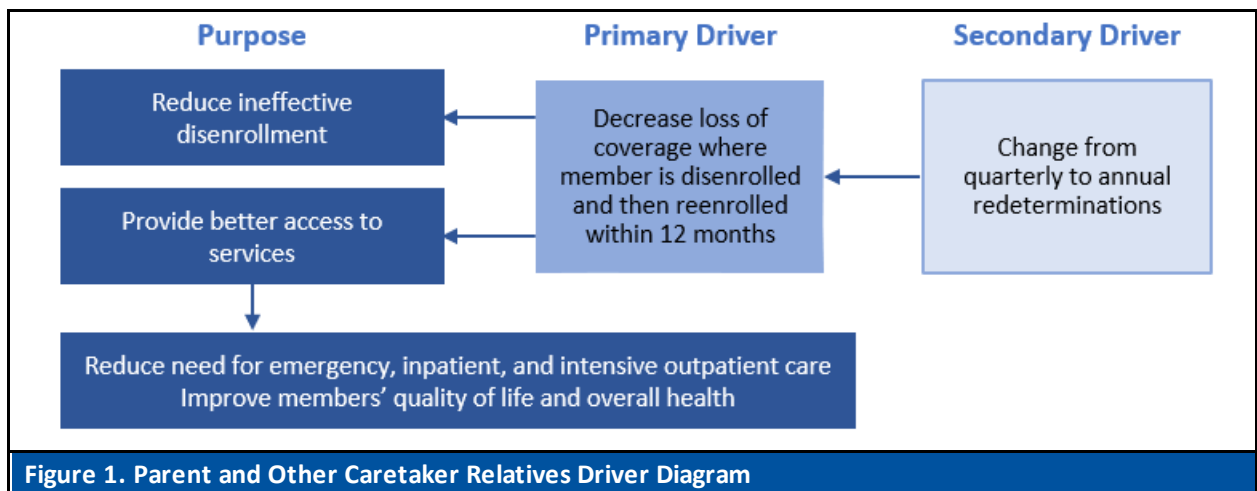 Purpose
Primary Driver
Secondary Driver
Reduce ineffective
disenrollment
Provide better access to
services
Decrease loss of
coverage where
member is disenrolled
and then reenrolled
within 12 months
Change from
quarterly to annual
redeterminations
Reduce need for emergency, inpatient, and intensive outpatient care
Improve members’ quality of life and overall health
Figure 1. Parent and Other Caretaker Relatives Driver Diagram